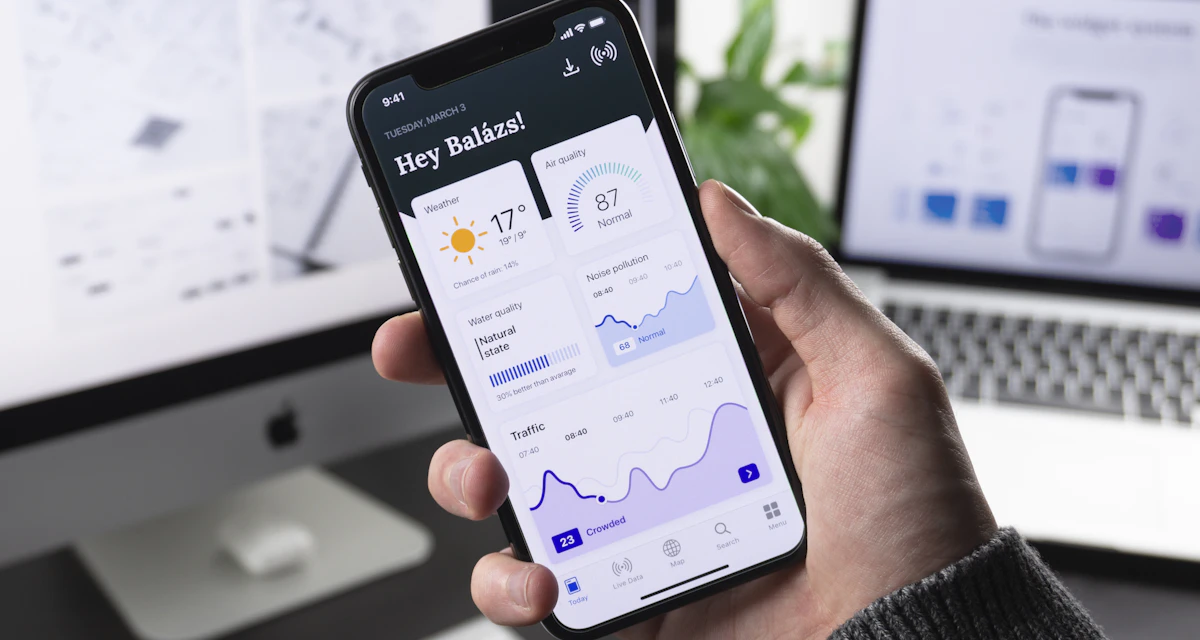 9:41
TUESDAY, MARCH 3
Hey Balázs!
Weather
17°
19° / 9°
Chance of rain: 14%
Air quality
87
Normal
Water quality
Natural
state
30% better than avarage
Noise pollution
08:40 09:40 10:40
68 Normal
Traffic
07:40 08:40 09:40 11:40 12:40
23 Crowded
Today Live Data Map Search Menu